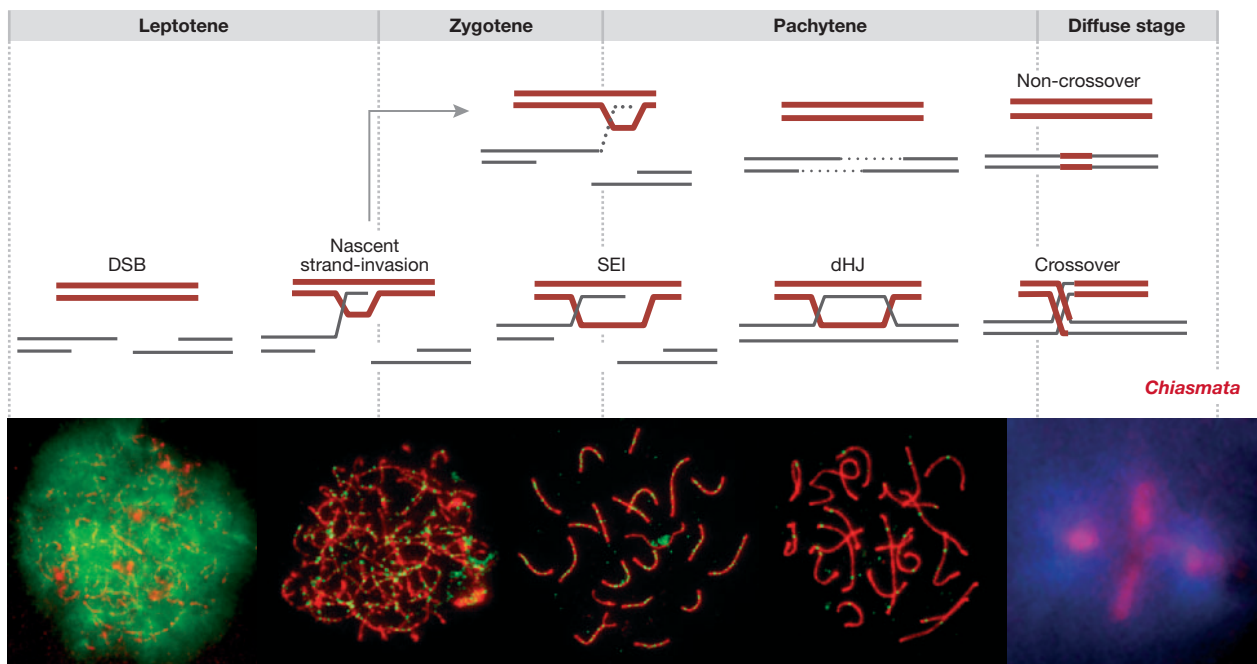 Leptotene
Zygotene
Pachytene
Diffuse stage
Non-crossover
DSB
Nascent
strand-invasion
SEI
dHJ
Crossover
Chiasmata